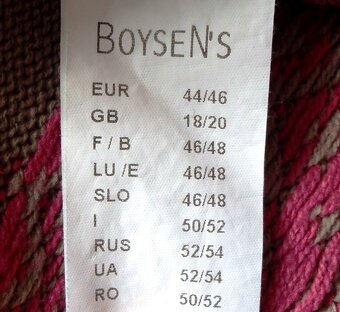 BOYSEN'S
EUR 44/46
GB 18/20
F / B 46/48
LU /E 46/48
SLO 46/48
I 50/52
RUS 52/54
UA 52/54
RO 50/52